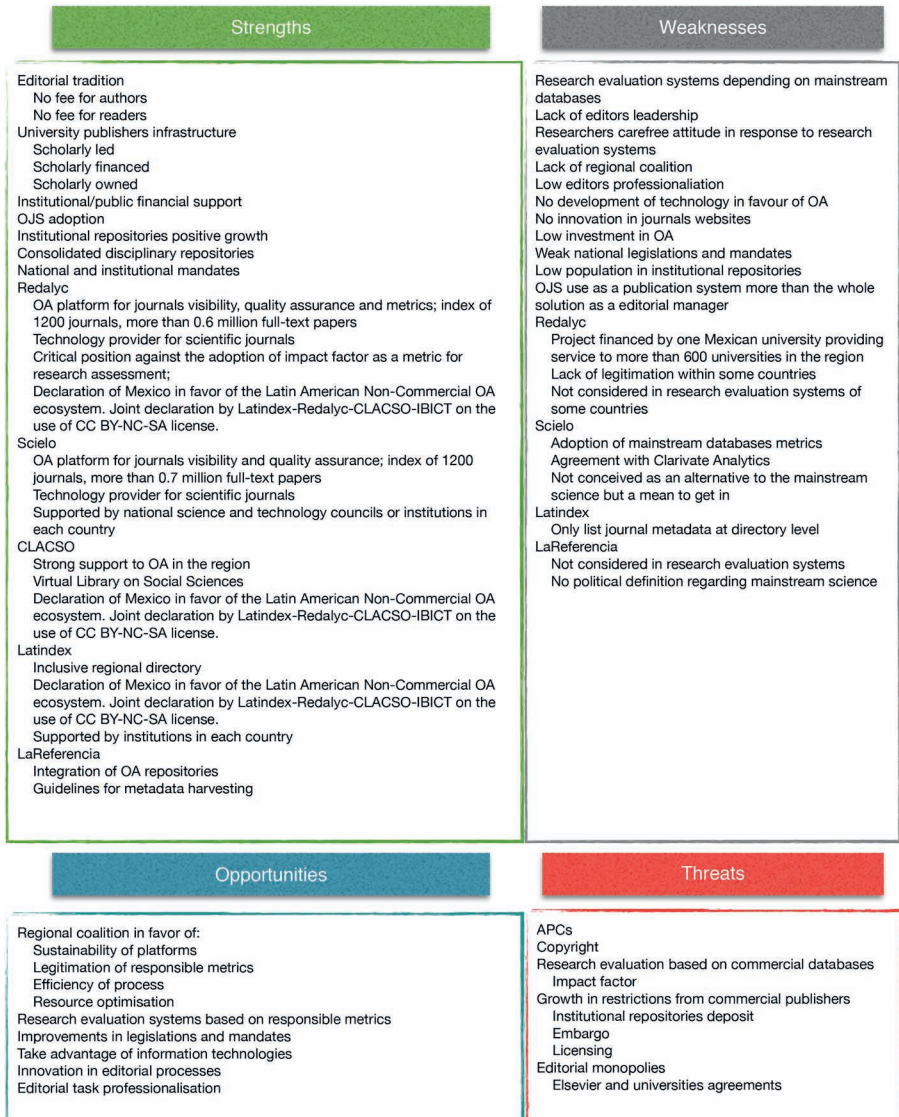 Strengths
Editorial tradition
No fee for authors
No fee for readers
University publishers infrastructure
Scholarly led
Scholarly financed
Scholarly owned
Institutional/public financial support
OJS adoption
Institutional repositories positive growth
Consolidated disciplinary repositories
National and institutional mandates
Redalyc
OA platform for journals visibility, quality assurance and metrics; index of
1200 journals, more than 0.6 million full-text papers
Technology provider for scientific journals
Critical position against the adoption of impact factor as a metric for
research assessment;
Declaration of Mexico in favor of the Latin American Non-Commercial OA
ecosystem. Joint declaration by Latindex-Redalyc-CLACSO-IBICT on the
use of CC BY-NC-SA license.
Scielo
OA platform for journals visibility and quality assurance; index of 1200
journals, more than 0.7 million full-text papers
Technology provider for scientific journals
Supported by national science and technology councils or institutions in
each country
CLACSO
Strong support to OA in the region
Virtual Library on Social Sciences
Declaration of Mexico in favor of the Latin American Non-Commercial OA
ecosystem. Joint declaration by Latindex-Redalyc-CLACSO-IBICT on the
use of CC BY-NC-SA license.
Latindex
Inclusive regional directory
Declaration of Mexico in favor of the Latin American Non-Commercial OA
ecosystem. Joint declaration by Latindex-Redalyc-CLACSO-IBICT on the
use of CC BY-NC-SA license.
Supported by institutions in each country
LaReferencia
Integration of OA repositories
Guidelines for metadata harvesting
Weaknesses
Research evaluation systems depending on mainstream
databases
Lack of editors leadership
Researchers carefree attitude in response to research
evaluation systems
Lack of regional coalition
Low editors professionaliation
No development of technology in favour of OA
No innovation in journals websites
Low investment in OA
Weak national legislations and mandates
Low population in institutional repositories
OJS use as a publication system more than the whole
solution as a editorial manager
Redalyc
Project financed by one Mexican university providing
service to more than 600 universities in the region
Lack of legitimation within some countries
Not considered in research evaluation systems of
some countries
Scielo
Adoption of mainstream databases metrics
Agreement with Clarivate Analytics
Not conceived as an alternative to the mainstream
science but a mean to get in
Latindex
Only list journal metadata at directory level
LaReferencia
Not considered in research evaluation systems
No political definition regarding mainstream science
Opportunities
Regional coalition in favor of:
Sustainability of platforms
Legitimation of responsible metrics
Efficiency of process
Resource optimisation
Research evaluation systems based on responsible metrics
Improvements in legislations and mandates
Take advantage of information technologies
Innovation in editorial processes
Editorial task professionalisation
Threats
APCs
Copyright
Research evaluation based on commercial databases
Impact factor
Growth in restrictions from commercial publishers
Institutional repositories deposit
Embargo
Licensing
Editorial monopolies
Elsevier and universities agreements